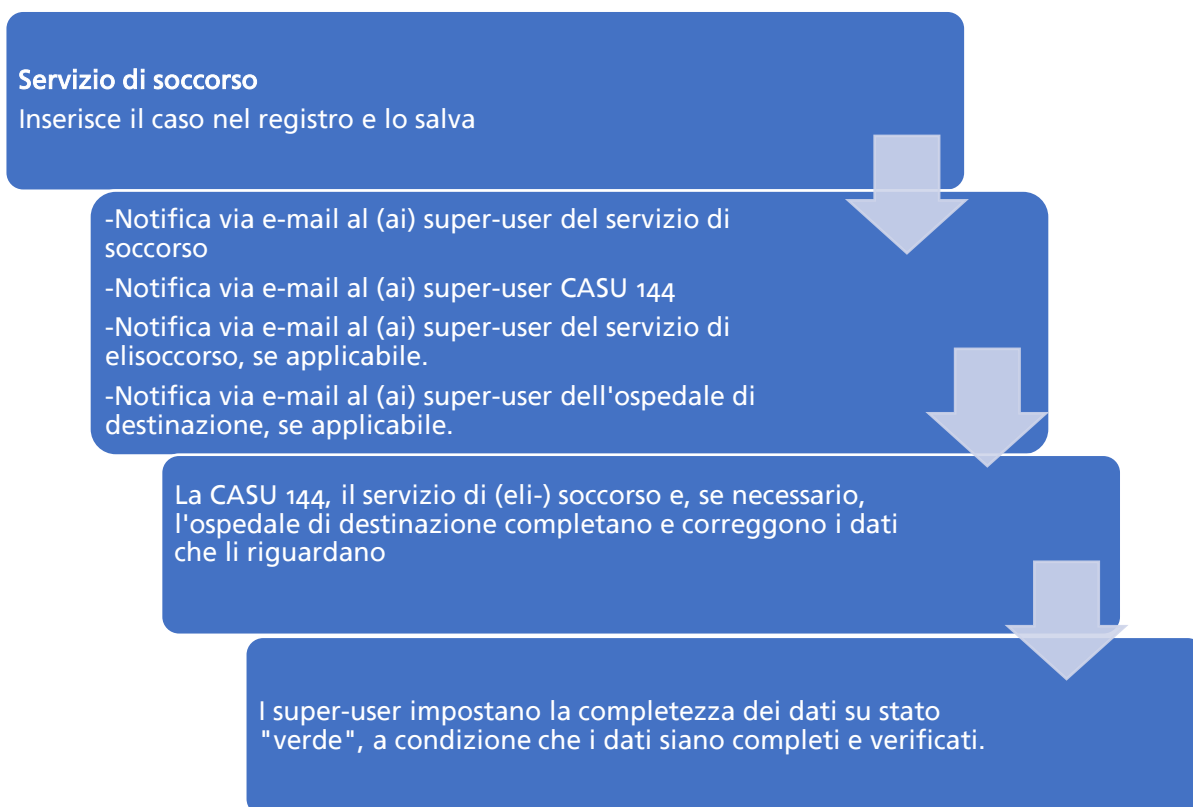 Servizio di soccorso
Inserisce il caso nel registro e lo salva
-Notifica via e-mail al (ai) super-user del servizio di
soccorso
-Notifica via e-mail al (ai) super-user CASU 144
-Notifica via e-mail al (ai) super-user del servizio di
elisoccorso, se applicabile.
-Notifica via e-mail al (ai) super-user dell'ospedale di
destinazione, se applicabile.
La CASU 144, il servizio di (eli-) soccorso e, se necessario,
l'ospedale di destinazione completano e correggono i dati
che li riguardano
I super-user impostano la completezza dei dati su stato
"verde", a condizione che i dati siano completi e verificati.